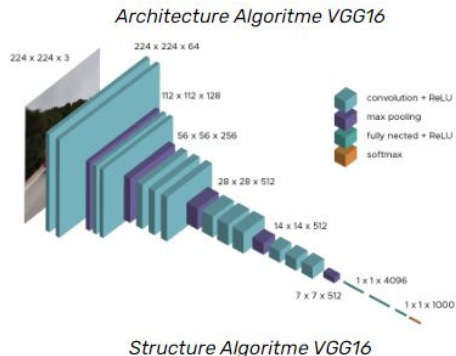 Architecture Algoritme VGG16
224 x 224 x 3
224 x 224 x 64
112 x 112 x 128
56 x 56 x 256
28 x 28 x 512
14 x 14 x 512
7 x 7 x 512
1 x 1 x 4096
1 x 1 x 1000
convolution + ReLU
max pooling
fully nected + ReLU
softmax
Structure Algoritme VGG16